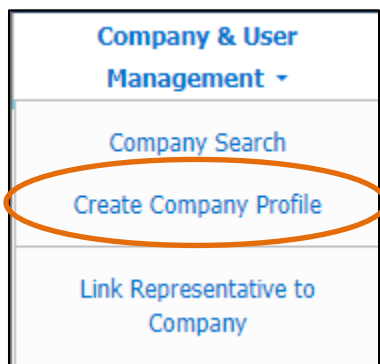 Company & User
Management
Company Search
Create Company Profile
Link Representative to
Company